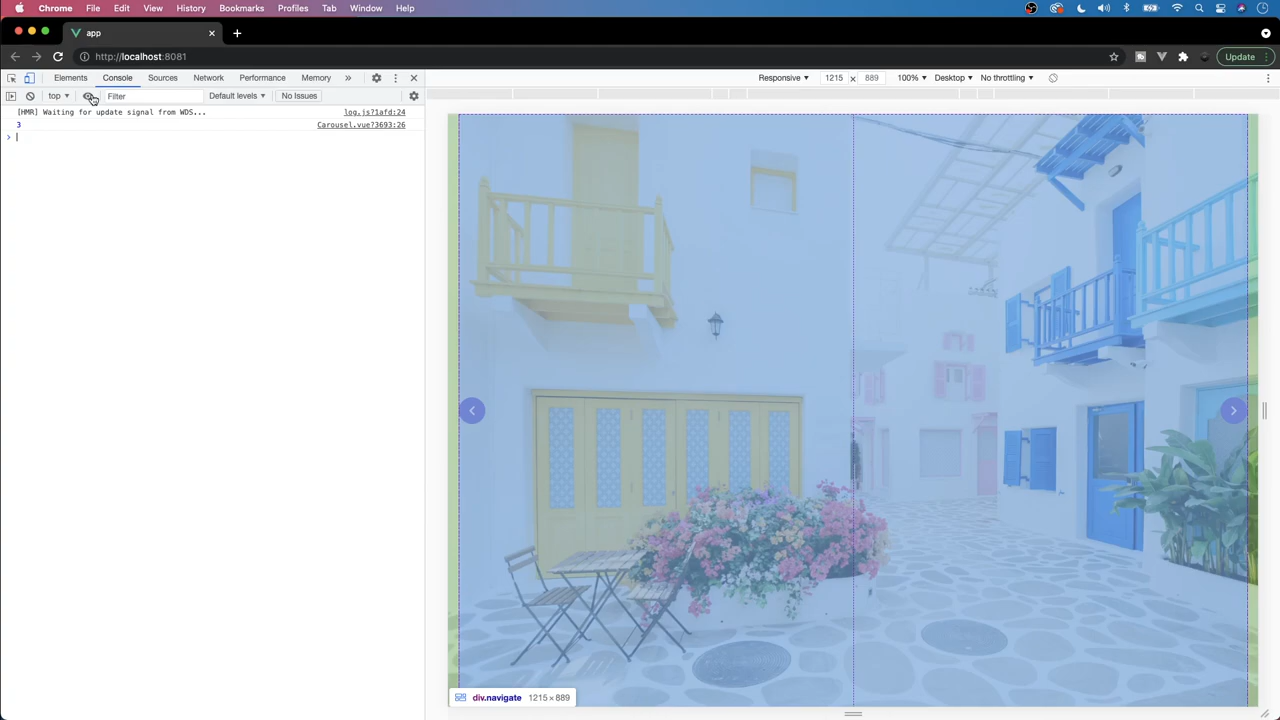 Chrome File Edit View History Bookmarks Profiles Tab Window Help
app
http://localhost:8081
Update
Elements Console Sources Network Performance Memory
Responsive 1215 x 889 100% Desktop No throttling
top Filter Default levels No Issues
[HMR] Waiting for update signal from WDS... log.js?1afd:24
3 Carousel.vue?3693:26
div.navigate 1215×889